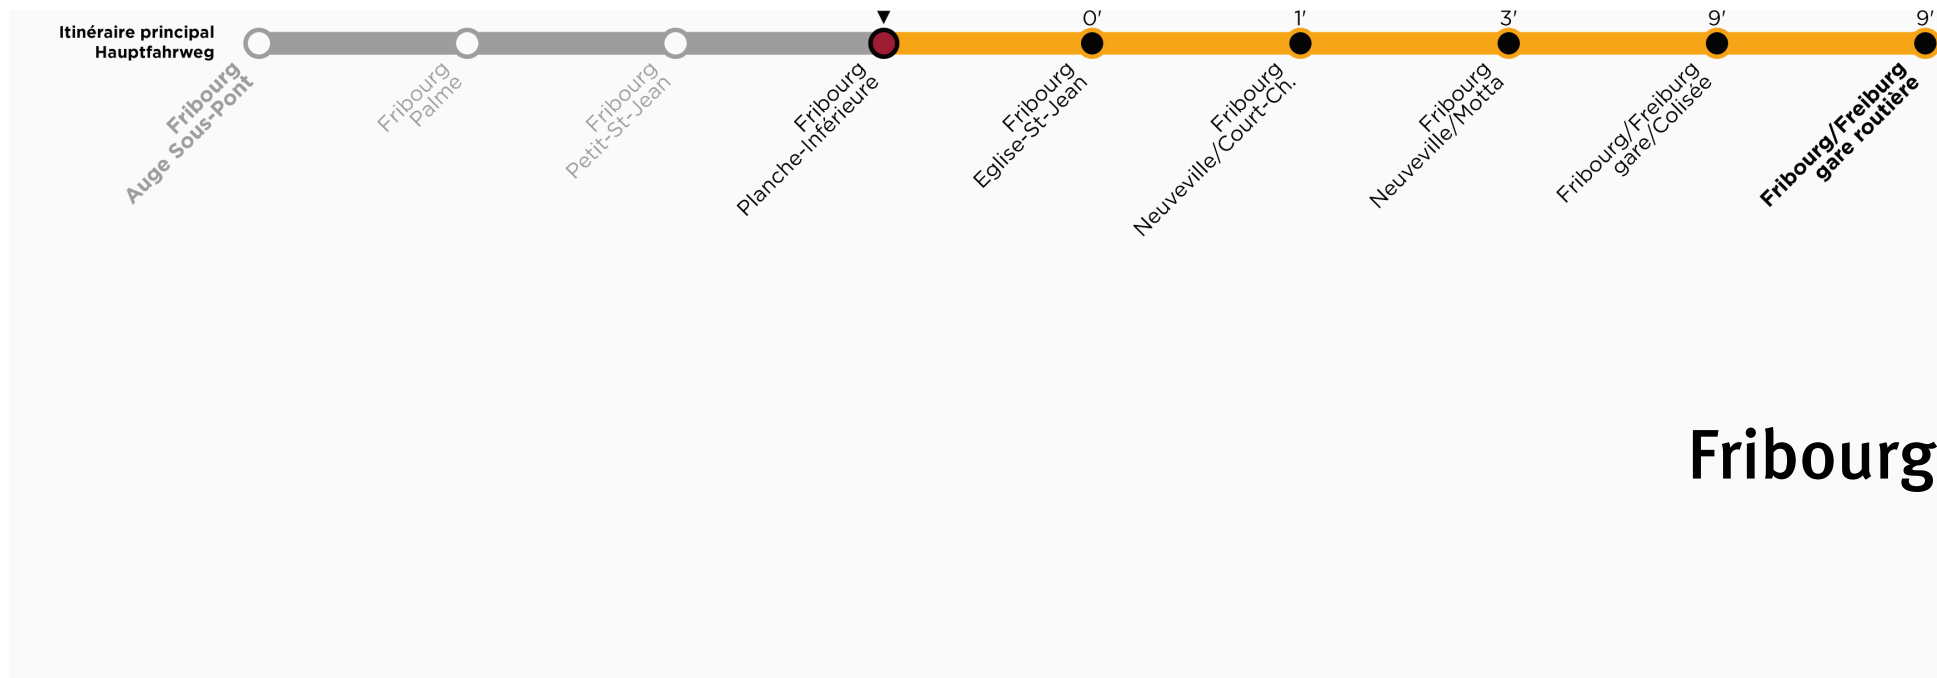 Itinéraire principal
Hauptfahrweg
0'
1'
3'
9'
9'
Fribourg
Auge Sous-Pont
Fribourg
Palme
Fribourg
Petit-St-Jean
Fribourg
Planche-Inférieure
Fribourg
Eglise-St-Jean
Fribourg
Neuveville/Court-Ch.
Fribourg
Neuveville/Motta
Fribourg/Freiburg
gare/Colisée
Fribourg/Freiburg
gare routière
Fribourg